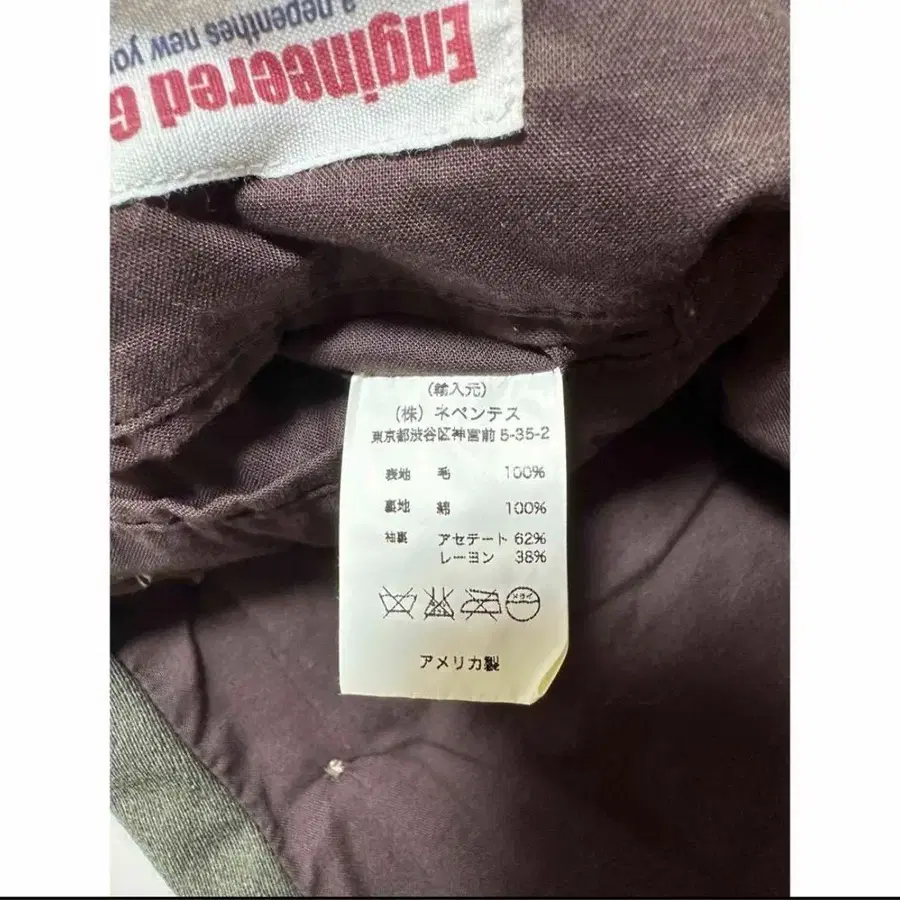 Engineered G
a nepenthes new yor
(輸入元)
(株) ネペンテス
東京都渋谷区神宮前 5-35-2
表地 毛 100%
裏地 綿 100%
袖裏 アセテート 62%
レーヨン 38%
アメリカ製